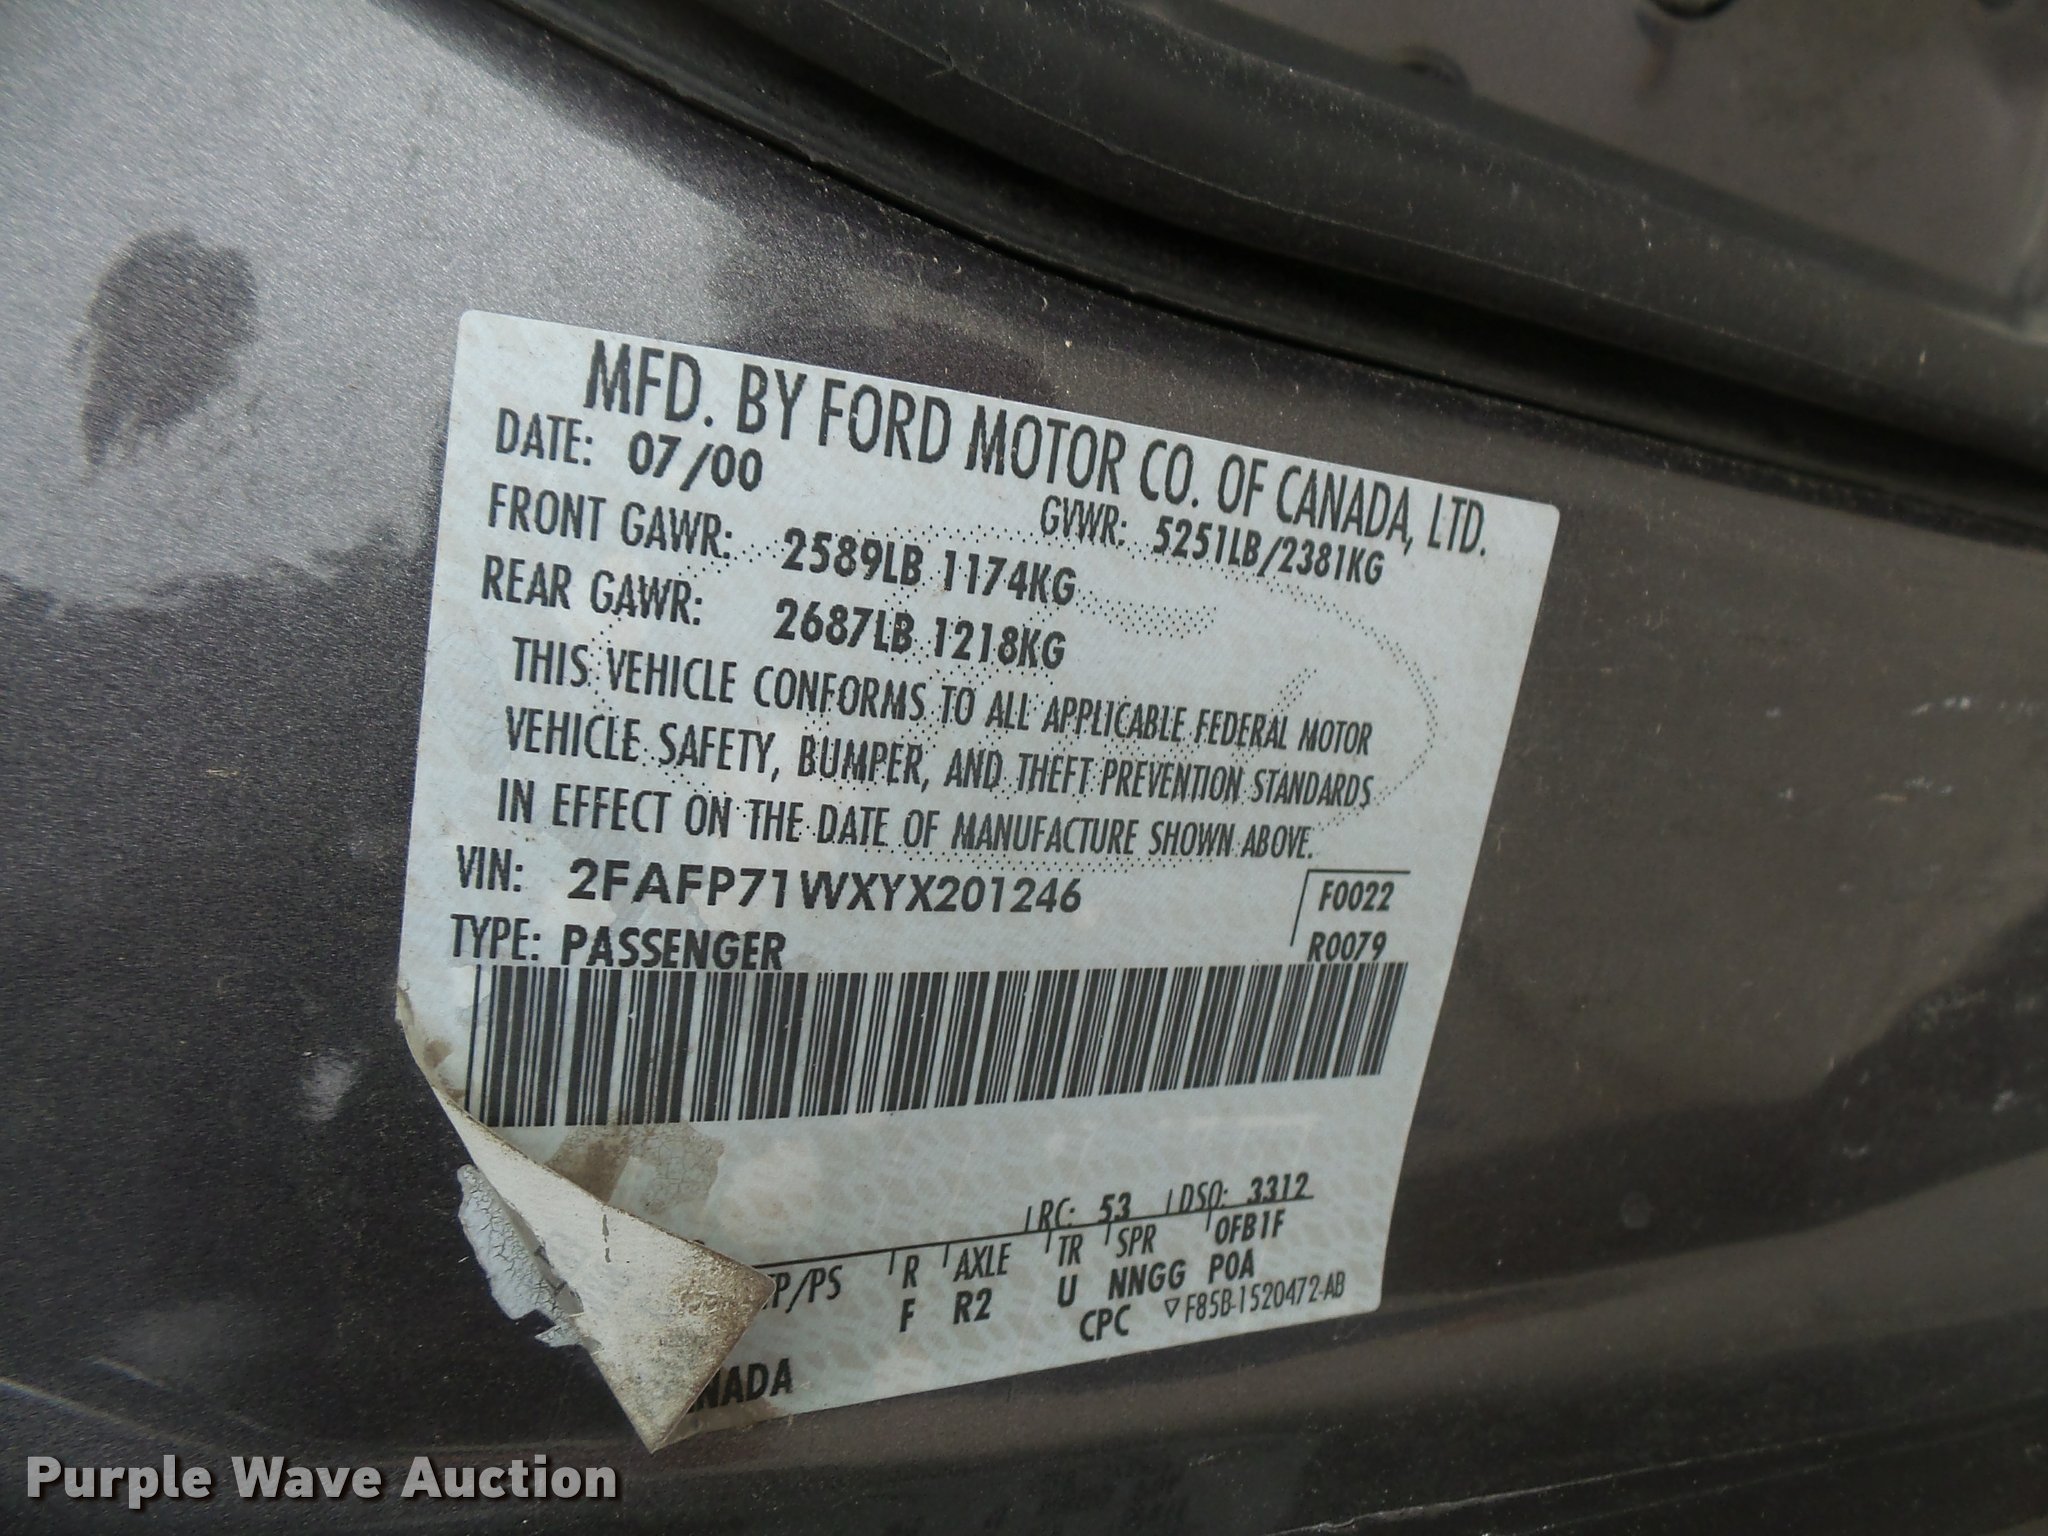 MFD. BY FORD MOTOR CO. OF CANADA, LTD.
DATE: 07/00
GVWR: 5251LB/2381KG
FRONT GAWR: 2589LB 1174KG
REAR GAWR: 2687LB 1218KG
THIS VEHICLE CONFORMS TO ALL APPLICABLE FEDERAL MOTOR
VEHICLE SAFETY, BUMPER, AND THEFT PREVENTION STANDARDS
IN EFFECT ON THE DATE OF MANUFACTURE SHOWN ABOVE.
VIN: 2FAFP71WXYX201246
F0022
TYPE: PASSENGER
R0079
RC: 53 DSO: 3312
TP/PS R AXLE TR SPR 0FB1F
F R2 U NNGG P0A
CPC F85B-1520472-AB
NADA
Purple Wave Auction